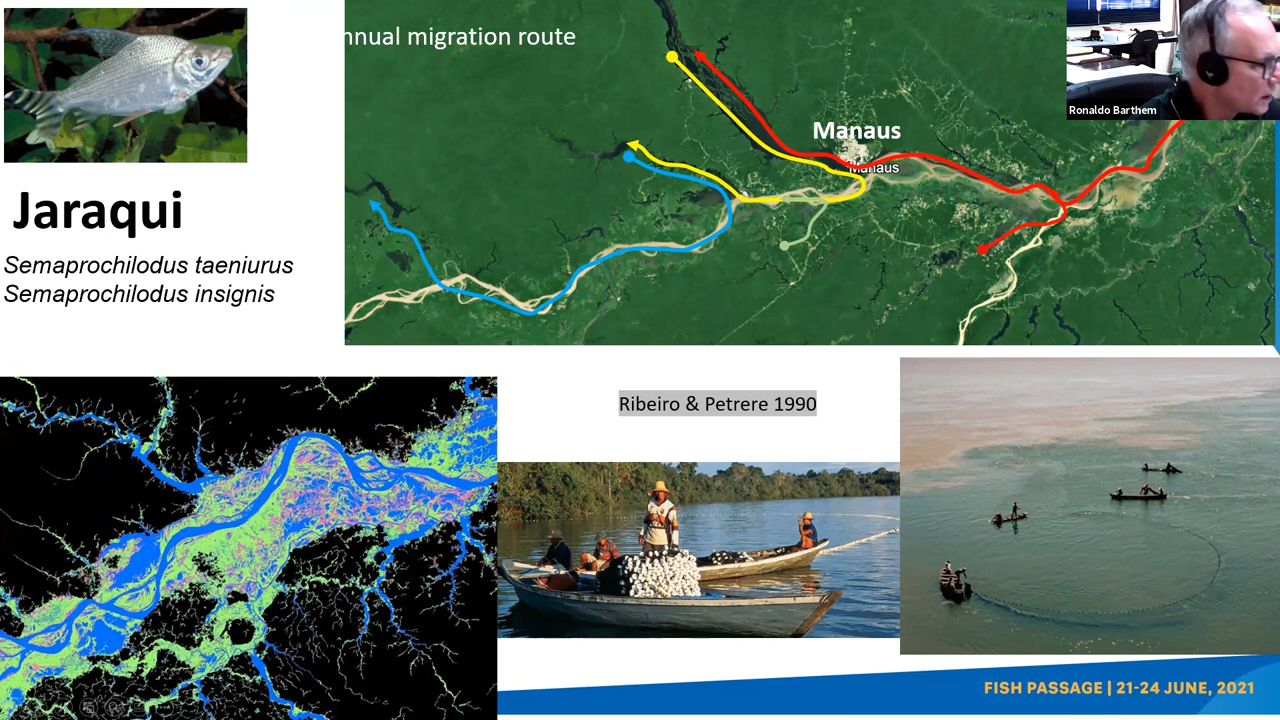 nnual migration route
Ronaldo Barthem
Manaus
Manaus
Jaraqui
Semaprochilodus taeniurus
Semaprochilodus insignis
Ribeiro & Petrere 1990
FISH PASSAGE | 21-24 JUNE, 2021